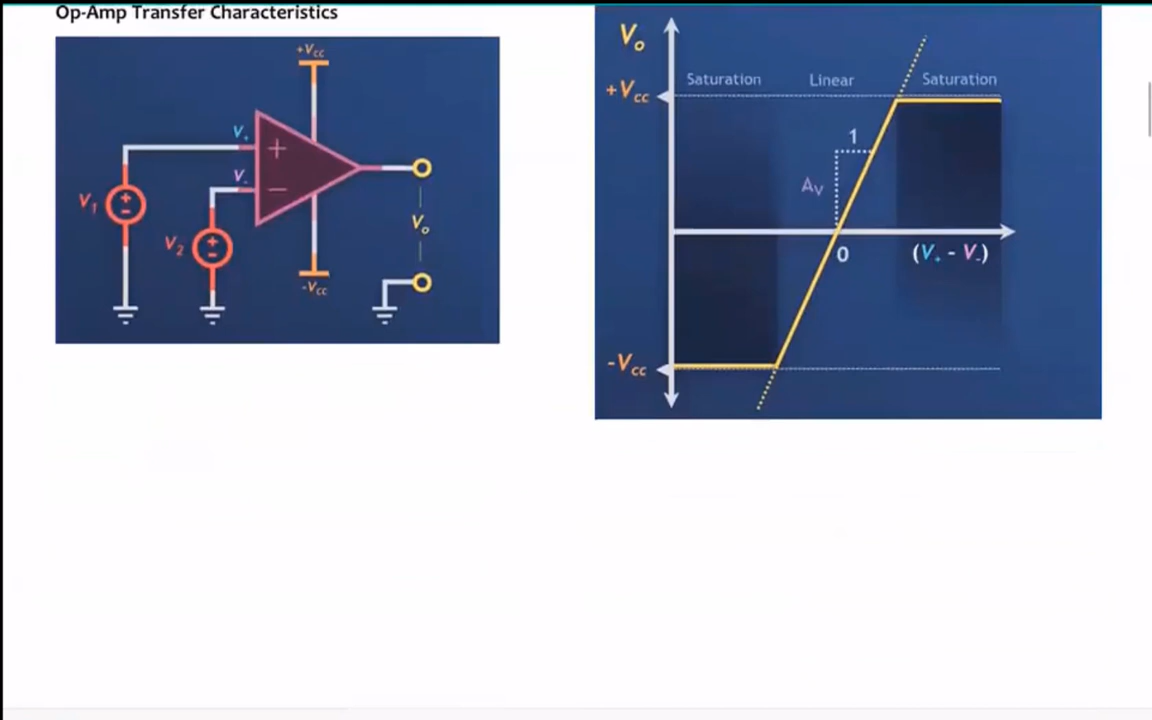 Op-Amp Transfer Characteristics
+Vcc
V+
V-
V1
V2
+
−
Vo
-Vcc
Vo
Saturation
Linear
Saturation
+Vcc
1
Av
0
(V+ - V-)
-Vcc